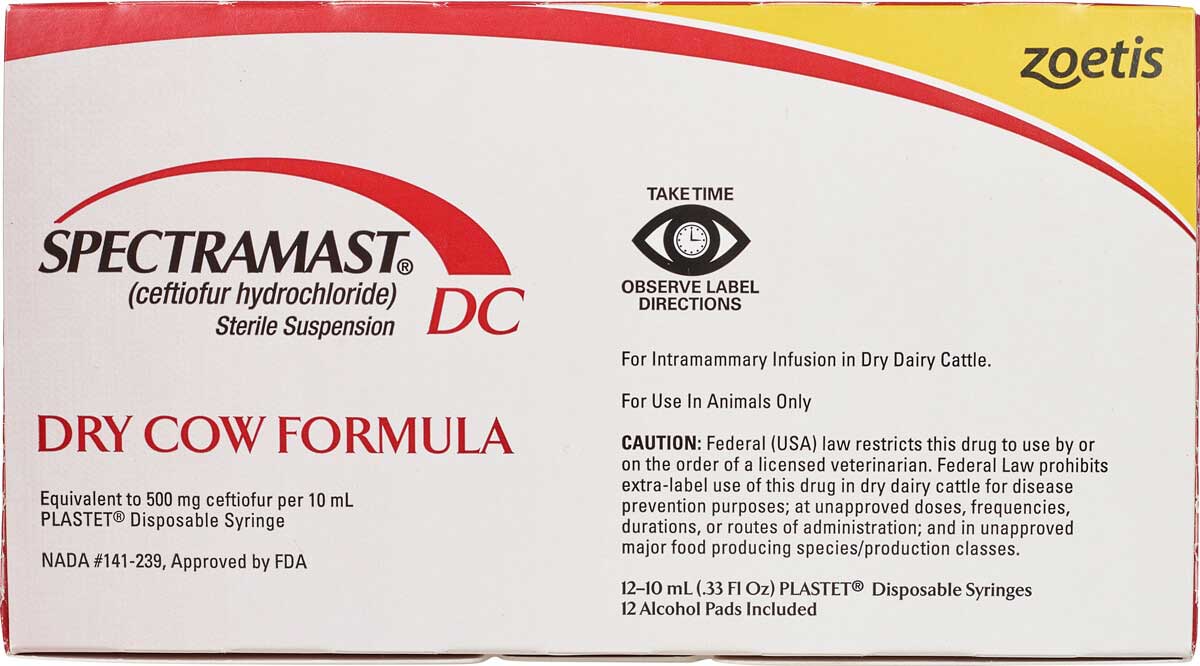 zoetis
SPECTRAMAST®
(ceftiofur hydrochloride)
Sterile Suspension
DC
DRY COW FORMULA
Equivalent to 500 mg ceftiofur per 10 mL
PLASTET® Disposable Syringe
NADA #141-239, Approved by FDA
TAKE TIME
OBSERVE LABEL
DIRECTIONS
For Intramammary Infusion in Dry Dairy Cattle.
For Use In Animals Only
CAUTION: Federal (USA) law restricts this drug to use by or
on the order of a licensed veterinarian. Federal Law prohibits
extra-label use of this drug in dry dairy cattle for disease
prevention purposes; at unapproved doses, frequencies,
durations, or routes of administration; and in unapproved
major food producing species/production classes.
12–10 mL (.33 Fl Oz) PLASTET® Disposable Syringes
12 Alcohol Pads Included